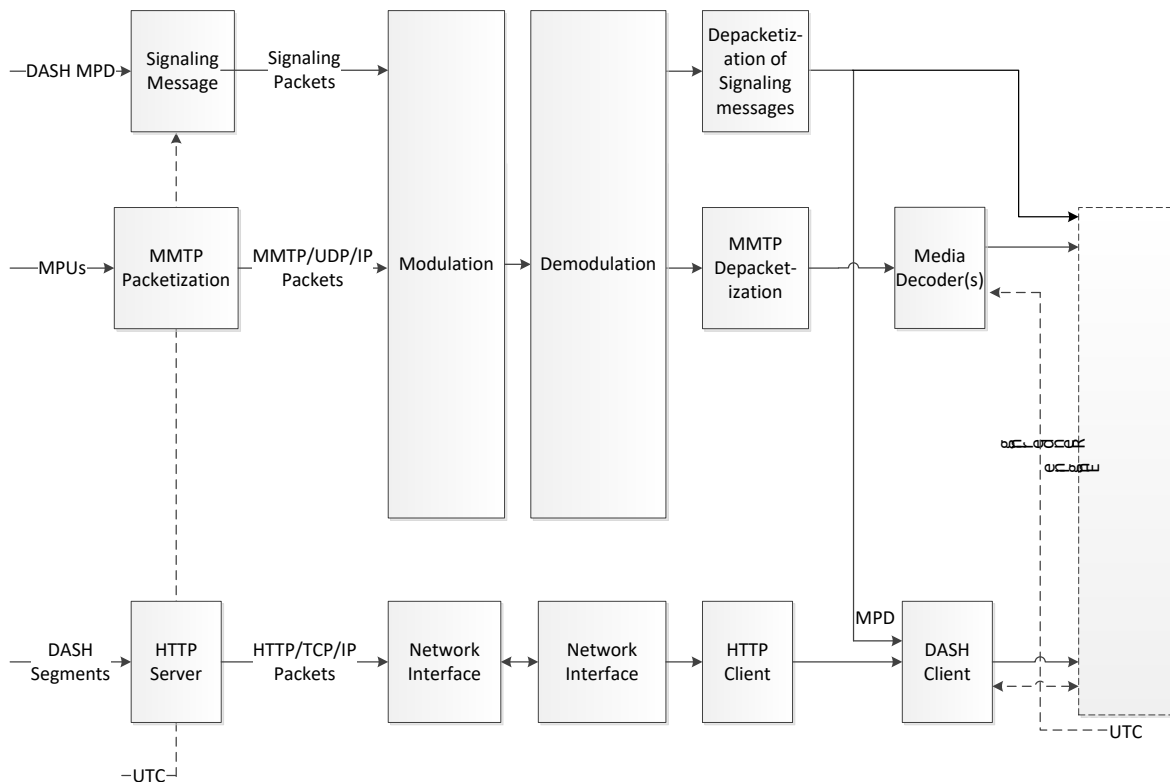 DASH MPD
Signaling
Message
Signaling
Packets
Depacketiz-
ation of
Signaling
messages
MPUs
MMTP
Packetization
MMTP/UDP/IP
Packets
Modulation
Demodulation
MMTP
Depacket-
ization
Media
Decoder(s)
DASH
Segments
HTTP
Server
HTTP/TCP/IP
Packets
Network
Interface
Network
Interface
HTTP
Client
MPD
DASH
Client
UTC
UTC